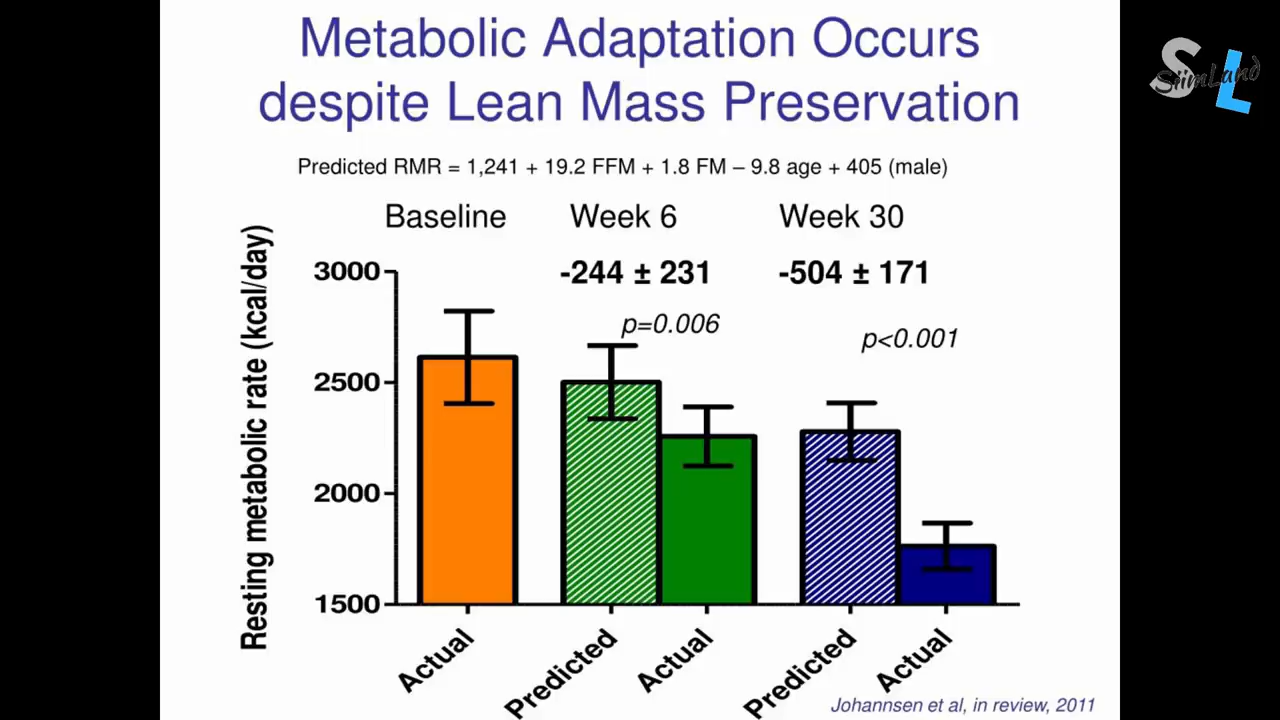 Metabolic Adaptation Occurs
despite Lean Mass Preservation
SiimLand
SL
Predicted RMR = 1,241 + 19.2 FFM + 1.8 FM – 9.8 age + 405 (male)
Baseline
Week 6
Week 30
-244 ± 231
-504 ± 171
p=0.006
p<0.001
Resting metabolic rate (kcal/day)
3000
2500
2000
1500
Actual
Predicted
Actual
Predicted
Actual
Johannsen et al, in review, 2011